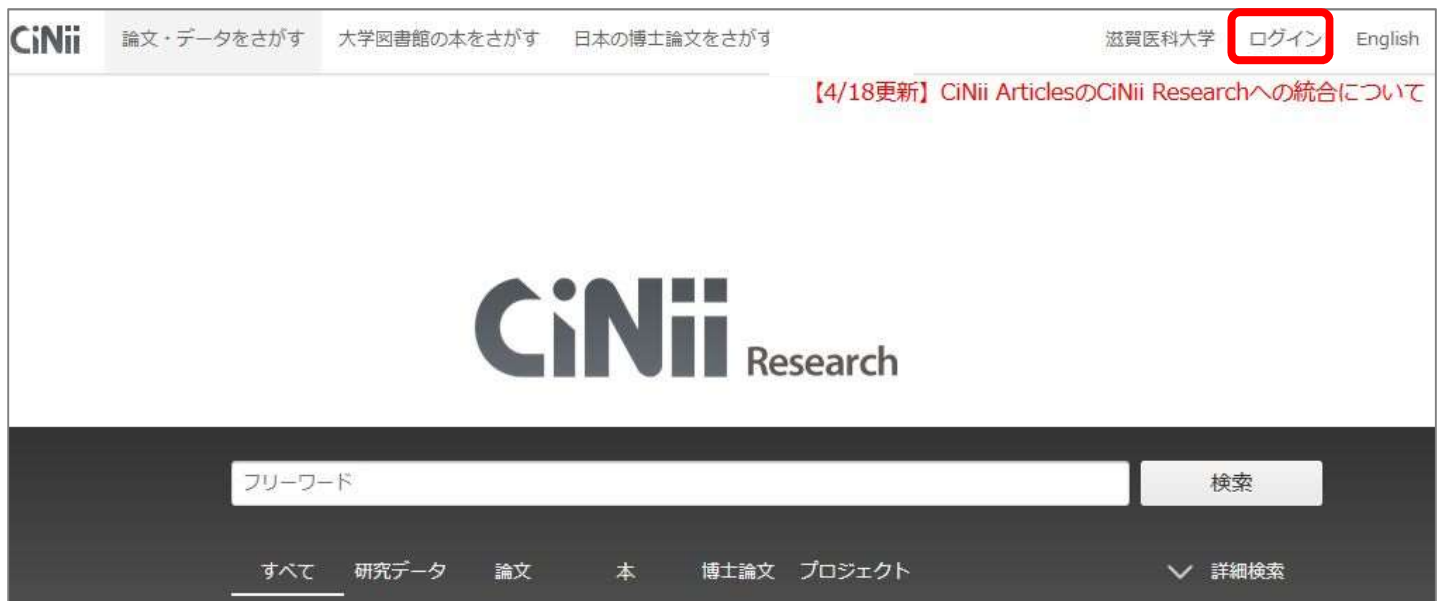 CiNii 論文・データをさがす 大学図書館の本をさがす 日本の博士論文をさがす 滋賀医科大学 ログイン English
【4/18更新】CiNii ArticlesのCiNii Researchへの統合について
CiNii Research
フリーワード 検索
すべて 研究データ 論文 本 博士論文 プロジェクト 詳細検索